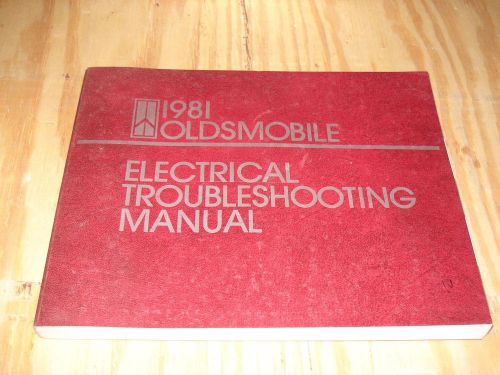 1981
OLDSMOBILE
ELECTRICAL
TROUBLESHOOTING
MANUAL